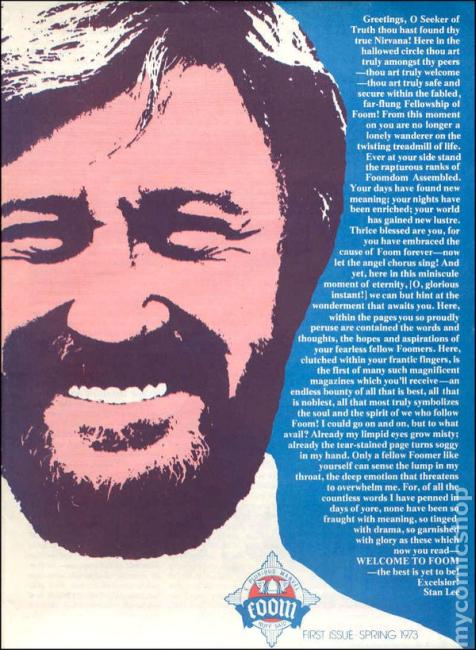 Greetings, O Seeker of
Truth thou hast found thy
true Nirvana! Here in the
hallowed circle thou art
truly amongst thy peers
—thou art truly welcome
—thou art truly safe and
secure within the fabled,
far-flung Fellowship of
Foom! From this moment
on you are no longer a
lonely wanderer on the
twisting treadmill of life.
Ever at your side stand
the rapturous ranks of
Foomdom Assembled.
Your days have found new
meaning; your nights have
been enriched; your world
has gained new lustre.
Thrice blessed are you, for
you have embraced the
cause of Foom forever—now
let the angel chorus sing! And
yet, here in this miniscule
moment of eternity, [O, glorious
instant!] we can but hint at the
wonderment that awaits you. Here,
within the pages you so proudly
peruse are contained the words and
thoughts, the hopes and aspirations of
your fearless fellow Foomers. Here,
clutched within your frantic fingers, is
the first of many such magnificent
magazines which you'll receive—an
endless bounty of all that is best, all that
is noblest, all that most truly symbolizes
the soul and the spirit of we who follow
Foom! I could go on and on, but to what
avail? Already my limpid eyes grow misty;
already the tear-stained page turns soggy
in my hand. Only a fellow Foomer like
yourself can sense the lump in my
throat, the deep emotion that threatens
to overwhelm me. For, of all the
countless words I have penned in
days of yore, none have been so
fraught with meaning, so tinged
with drama, so garnished
with glory as these which
now you read—
WELCOME TO FOOM
—the best is yet to be!
Excelsior!
Stan Lee
FOOM
'NUFF SAID
FIRST ISSUE·SPRING 1973
mycomicshop